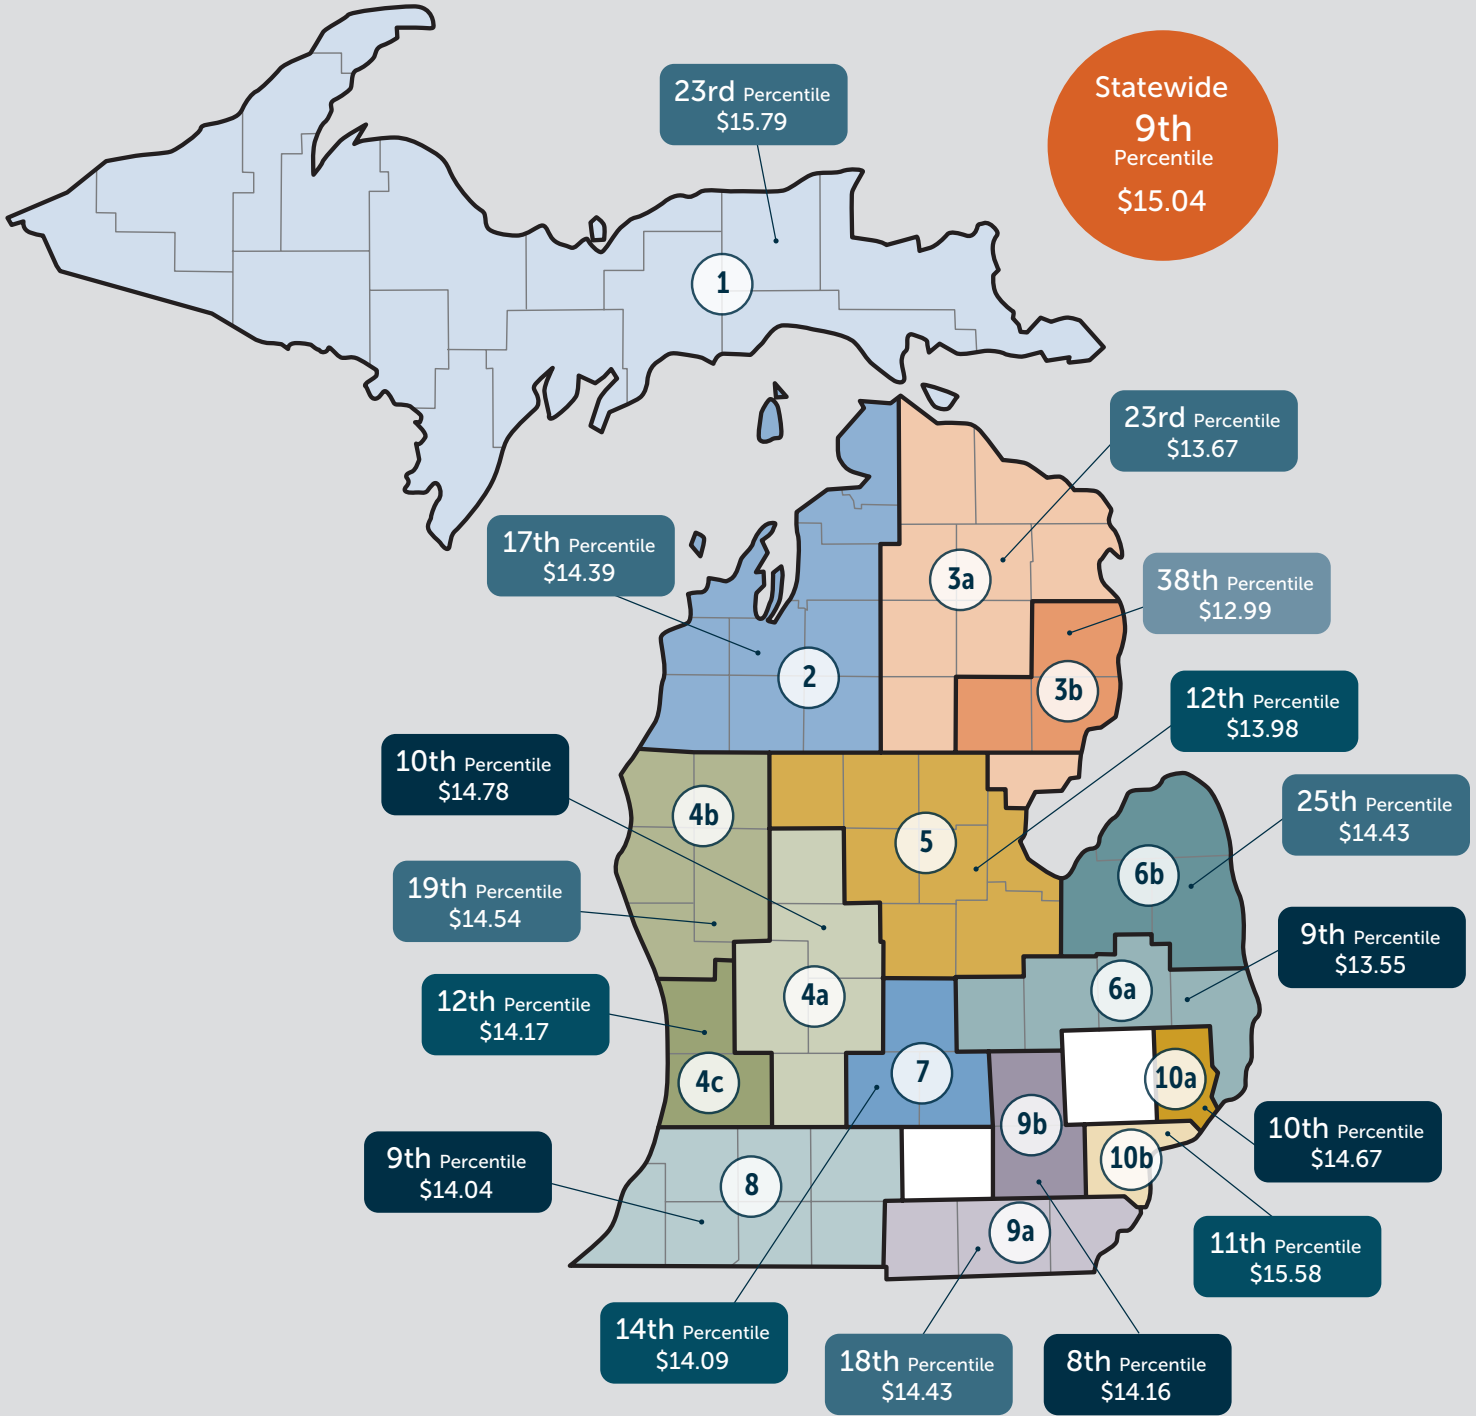 Statewide
9th
Percentile
$15.04
23rd Percentile
$15.79
1
23rd Percentile
$13.67
17th Percentile
$14.39
3a
38th Percentile
$12.99
2
3b
12th Percentile
$13.98
10th Percentile
$14.78
4b
5
25th Percentile
$14.43
6b
19th Percentile
$14.54
9th Percentile
$13.55
4a
6a
12th Percentile
$14.17
4c
7
10a
9b
10th Percentile
$14.67
10b
9th Percentile
$14.04
8
9a
11th Percentile
$15.58
14th Percentile
$14.09
18th Percentile
$14.43
8th Percentile
$14.16